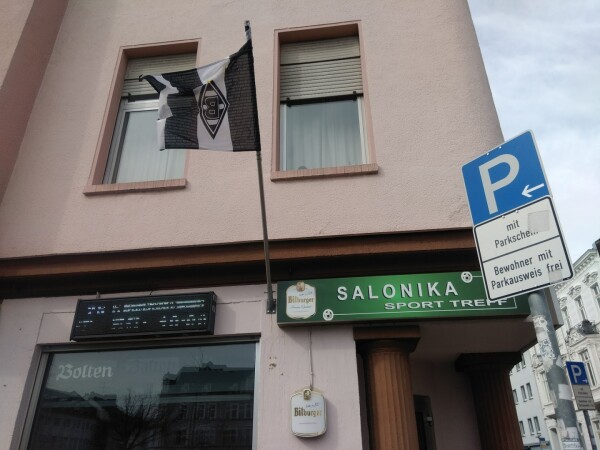 B
P
mit
Parkschein
Bewohner mit
Parkausweis frei
Bitburger
SALONIKA
SPORT TREFF
Bolten
Bitburger
P